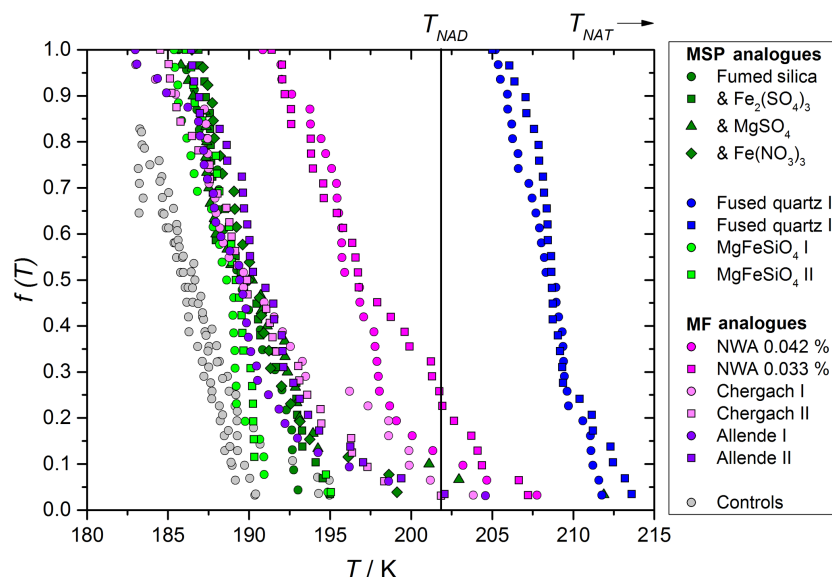 T_NAD T_NAT
1.0
0.9
0.8
0.7
0.6
0.5
0.4
0.3
0.2
0.1
0.0
f (T)
180 185 190 195 200 205 210 215
T / K
MSP analogues
Fumed silica
& Fe₂(SO₄)₃
& MgSO₄
& Fe(NO₃)₃
Fused quartz I
Fused quartz I
MgFeSiO₄ I
MgFeSiO₄ II
MF analogues
NWA 0.042 %
NWA 0.033 %
Chergach I
Chergach II
Allende I
Allende II
Controls